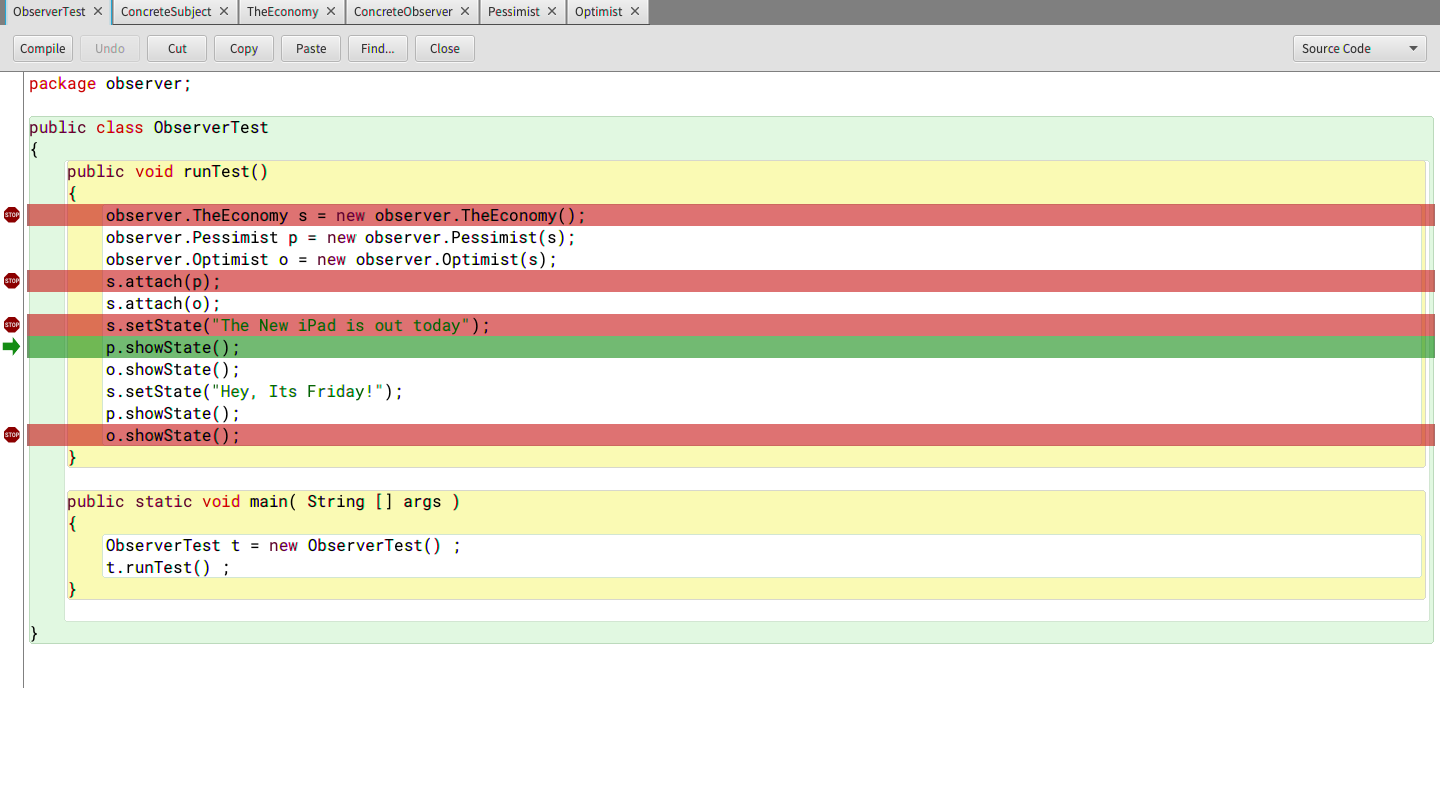 ObserverTest ✕ ConcreteSubject ✕ TheEconomy ✕ ConcreteObserver ✕ Pessimist ✕ Optimist ✕
Compile Undo Cut Copy Paste Find... Close Source Code
package observer;
public class ObserverTest
{
public void runTest()
{
STOP observer.TheEconomy s = new observer.TheEconomy();
observer.Pessimist p = new observer.Pessimist(s);
observer.Optimist o = new observer.Optimist(s);
STOP s.attach(p);
s.attach(o);
STOP s.setState("The New iPad is out today");
p.showState();
o.showState();
s.setState("Hey, Its Friday!");
p.showState();
STOP o.showState();
}
public static void main( String [] args )
{
ObserverTest t = new ObserverTest() ;
t.runTest() ;
}
}